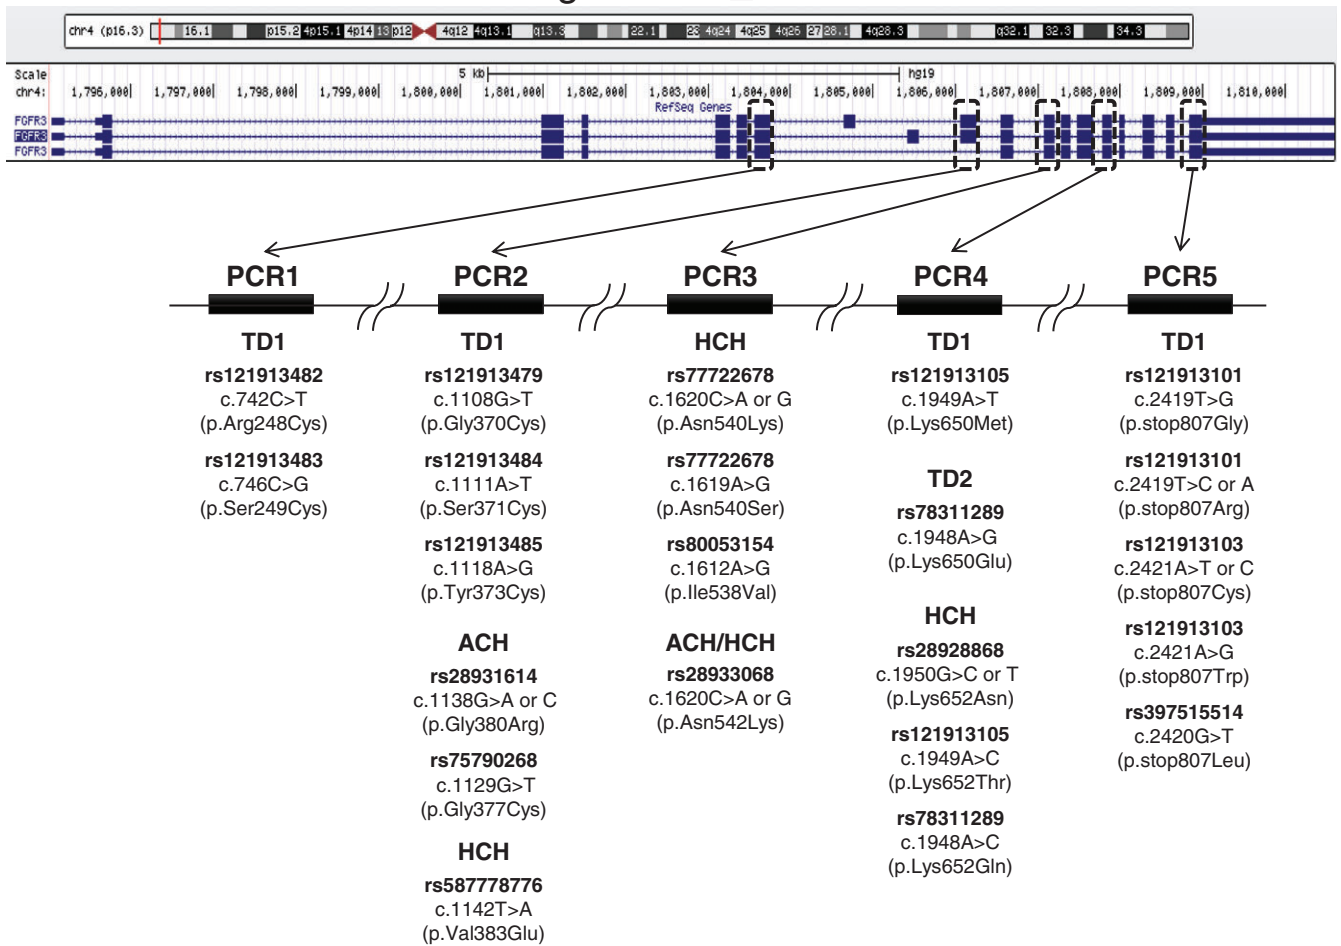 chr4 (p16.3) 16.1 p15.2 4p15.1 4p14 13 p12 4q12 4q13.1 q13.3 22.1 23 4q24 4q25 4q26 27 28.1 4q28.3 q32.1 32.3 34.3
Scale 5 kb hg19
chr4: 1,796,000 1,797,000 1,798,000 1,799,000 1,800,000 1,801,000 1,802,000 1,803,000 1,804,000 1,805,000 1,806,000 1,807,000 1,808,000 1,809,000 1,810,000
RefSeq Genes
FGFR3
FGFR3
FGFR3
PCR1
TD1
rs121913482
c.742C>T
(p.Arg248Cys)
rs121913483
c.746C>G
(p.Ser249Cys)
PCR2
TD1
rs121913479
c.1108G>T
(p.Gly370Cys)
rs121913484
c.1111A>T
(p.Ser371Cys)
rs121913485
c.1118A>G
(p.Tyr373Cys)
ACH
rs28931614
c.1138G>A or C
(p.Gly380Arg)
rs75790268
c.1129G>T
(p.Gly377Cys)
HCH
rs587778776
c.1142T>A
(p.Val383Glu)
PCR3
HCH
rs77722678
c.1620C>A or G
(p.Asn540Lys)
rs77722678
c.1619A>G
(p.Asn540Ser)
rs80053154
c.1612A>G
(p.Ile538Val)
ACH/HCH
rs28933068
c.1620C>A or G
(p.Asn542Lys)
PCR4
TD1
rs121913105
c.1949A>T
(p.Lys650Met)
TD2
rs78311289
c.1948A>G
(p.Lys650Glu)
HCH
rs28928868
c.1950G>C or T
(p.Lys652Asn)
rs121913105
c.1949A>C
(p.Lys652Thr)
rs78311289
c.1948A>C
(p.Lys652Gln)
PCR5
TD1
rs121913101
c.2419T>G
(p.stop807Gly)
rs121913101
c.2419T>C or A
(p.stop807Arg)
rs121913103
c.2421A>T or C
(p.stop807Cys)
rs121913103
c.2421A>G
(p.stop807Trp)
rs397515514
c.2420G>T
(p.stop807Leu)